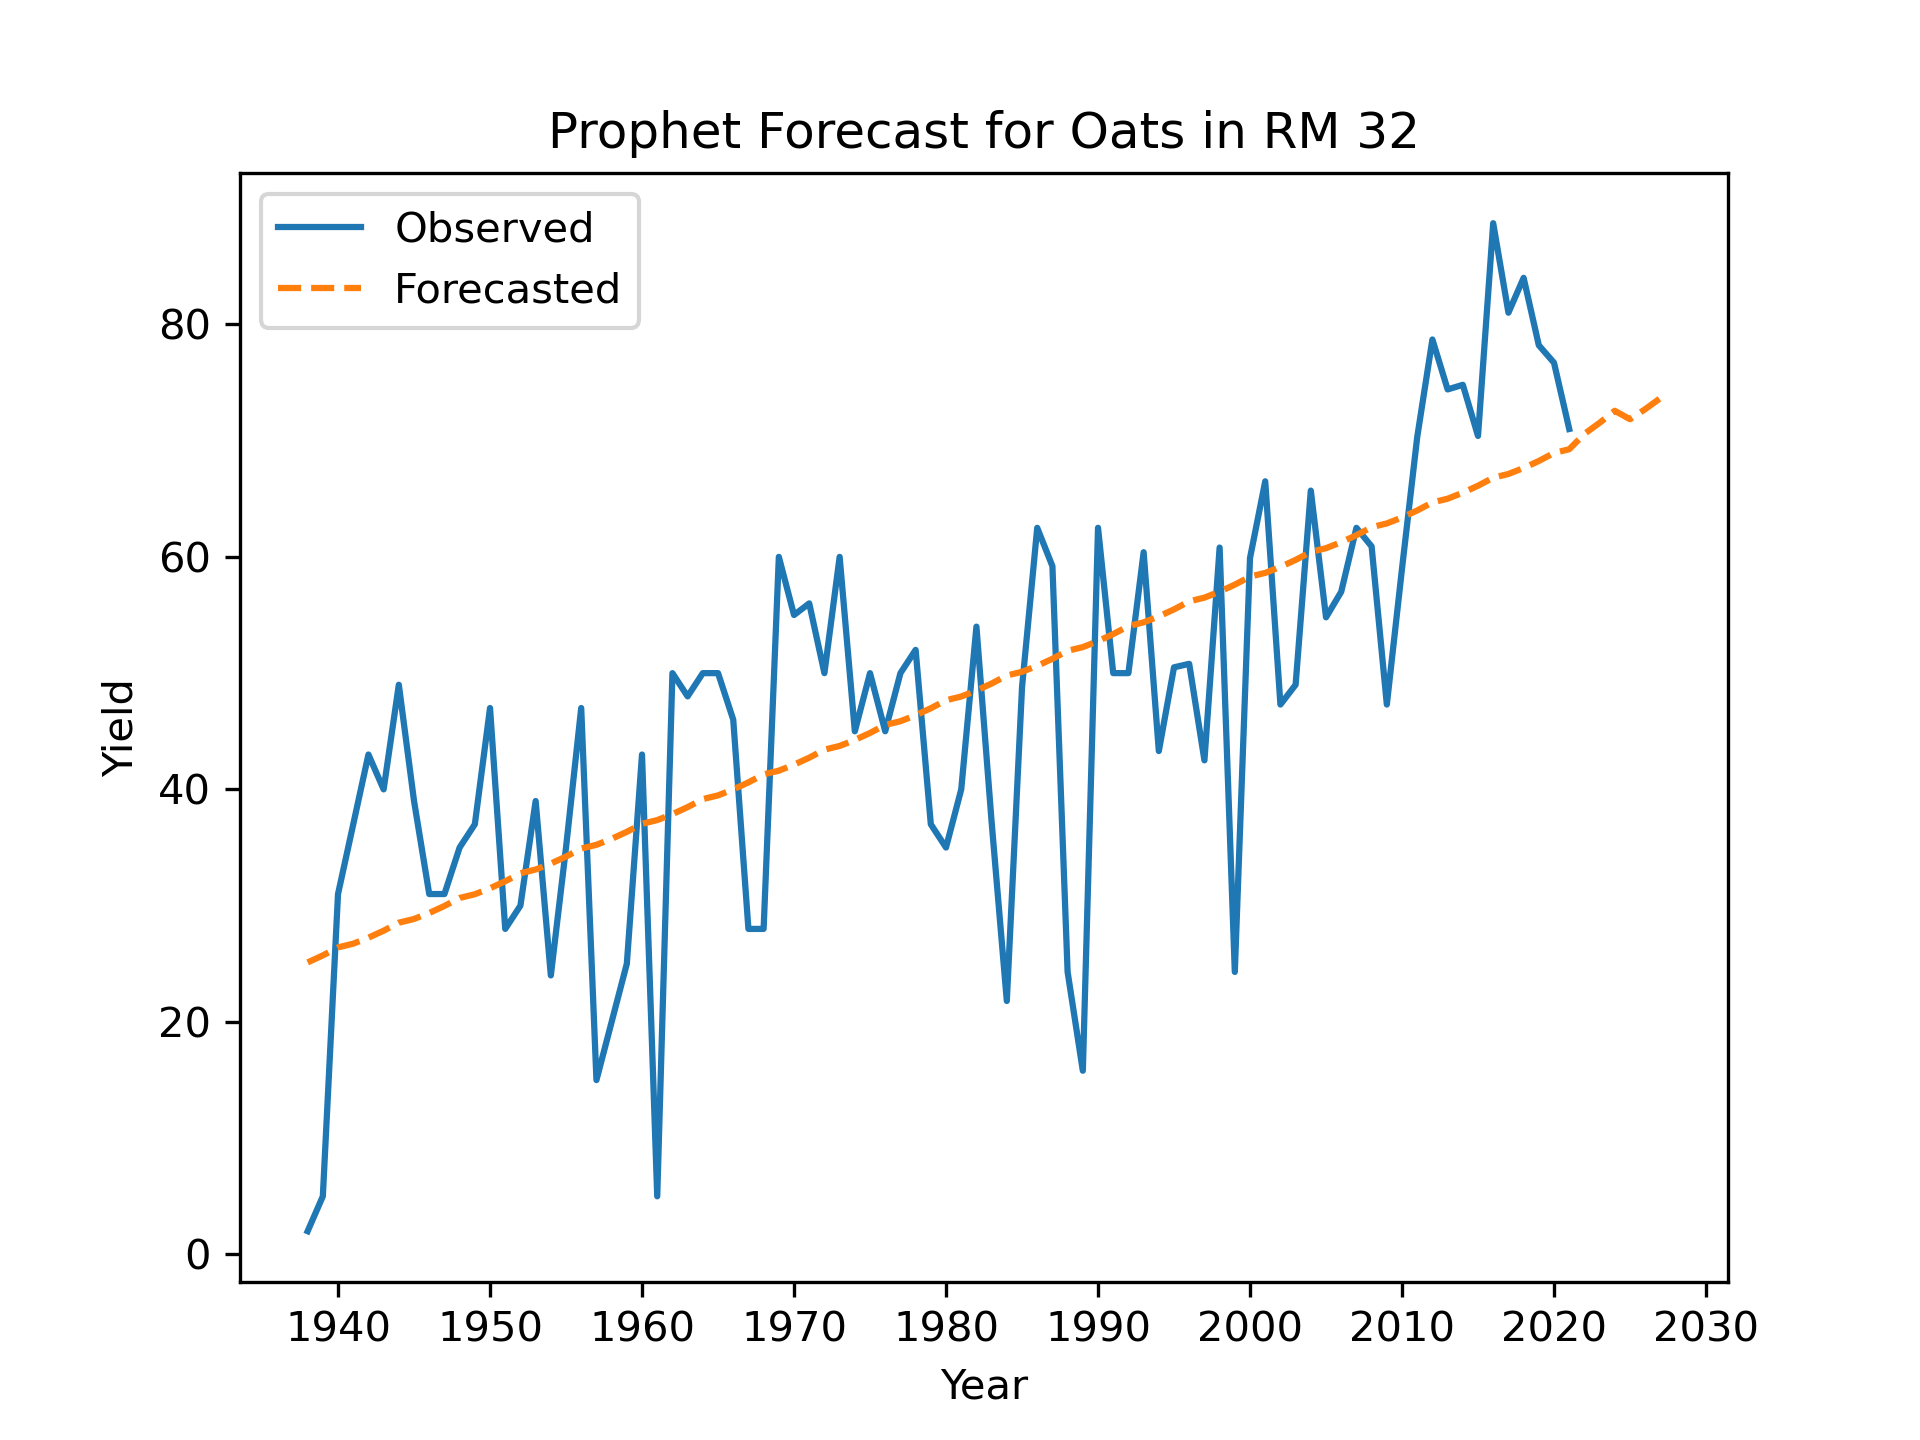 Prophet Forecast for Oats in RM 32
Observed
Forecasted
Yield
80
60
40
20
0
1940 1950 1960 1970 1980 1990 2000 2010 2020 2030
Year